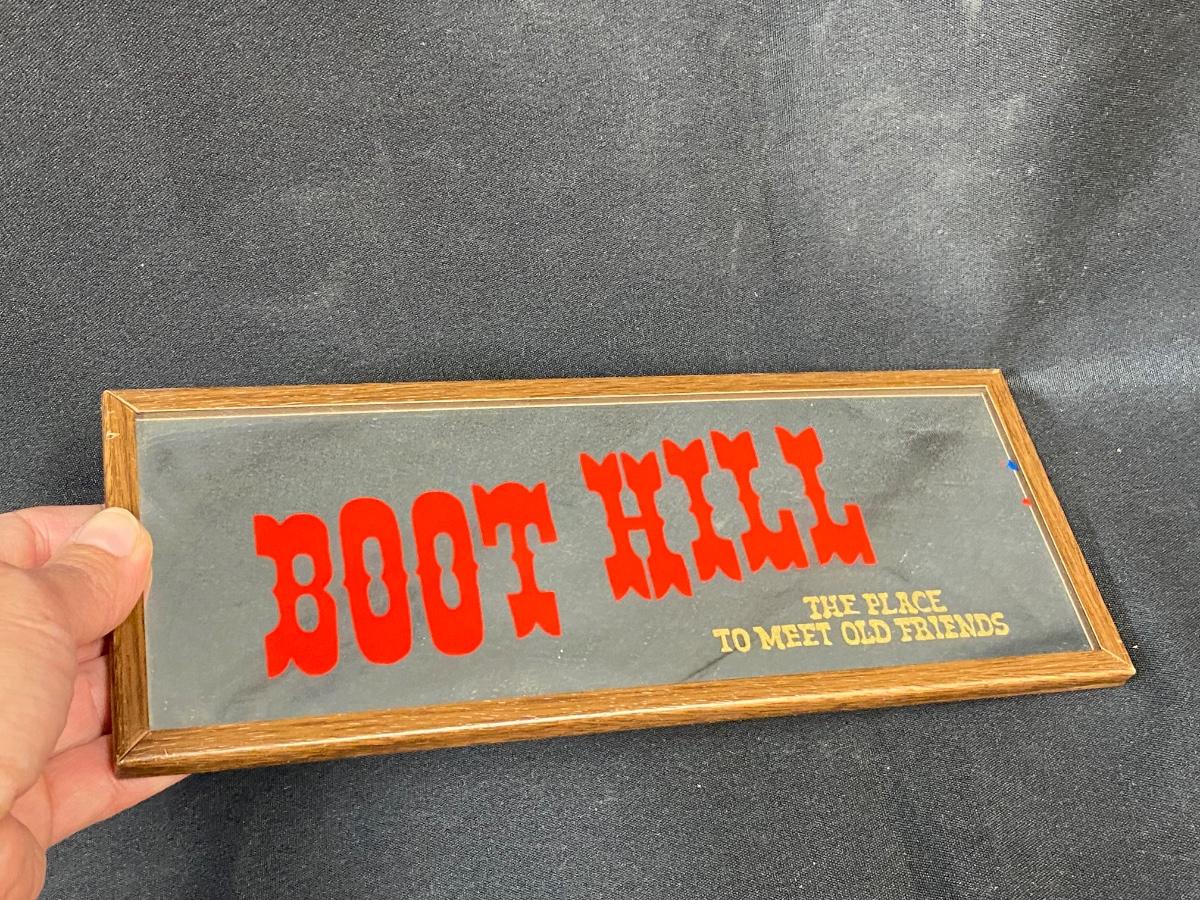 BOOT HILL
THE PLACE
TO MEET OLD FRIENDS